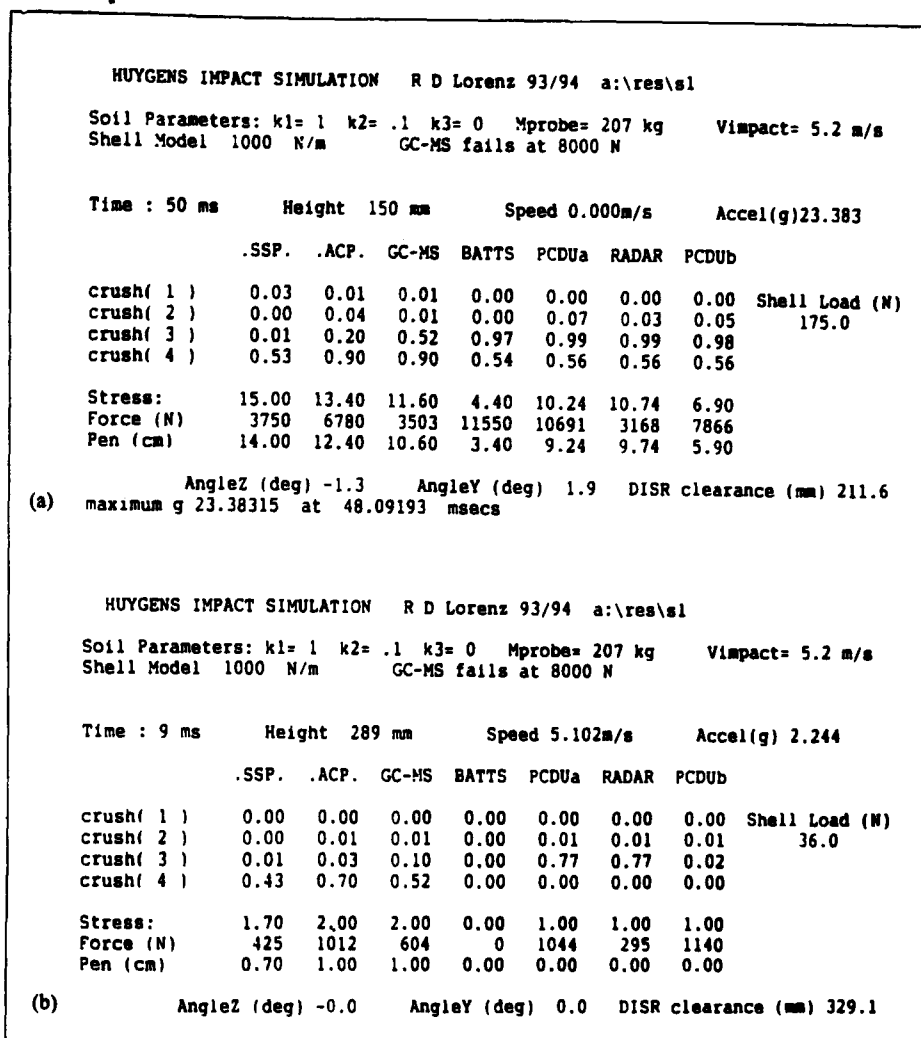 HUYGENS IMPACT SIMULATION R D Lorenz 93/94 a:\res\sl
Soil Parameters: k1= 1 k2= .1 k3= 0 Mprobe= 207 kg Vimpact= 5.2 m/s
Shell Model 1000 N/m GC-MS fails at 8000 N
Time : 50 ms Height 150 mm Speed 0.000m/s Accel(g)23.383
.SSP. .ACP. GC-MS BATTS PCDUa RADAR PCDUb
crush( 1 ) 0.03 0.01 0.01 0.00 0.00 0.00 0.00 Shell Load (N)
crush( 2 ) 0.00 0.04 0.01 0.00 0.07 0.03 0.05 175.0
crush( 3 ) 0.01 0.20 0.52 0.97 0.99 0.99 0.98
crush( 4 ) 0.53 0.90 0.90 0.54 0.56 0.56 0.56
Stress: 15.00 13.40 11.60 4.40 10.24 10.74 6.90
Force (N) 3750 6780 3503 11550 10691 3168 7866
Pen (cm) 14.00 12.40 10.60 3.40 9.24 9.74 5.90
AngleZ (deg) -1.3 AngleY (deg) 1.9 DISR clearance (mm) 211.6
(a) maximum g 23.38315 at 48.09193 msecs
HUYGENS IMPACT SIMULATION R D Lorenz 93/94 a:\res\sl
Soil Parameters: k1= 1 k2= .1 k3= 0 Mprobe= 207 kg Vimpact= 5.2 m/s
Shell Model 1000 N/m GC-MS fails at 8000 N
Time : 9 ms Height 289 mm Speed 5.102m/s Accel(g) 2.244
.SSP. .ACP. GC-MS BATTS PCDUa RADAR PCDUb
crush( 1 ) 0.00 0.00 0.00 0.00 0.00 0.00 0.00 Shell Load (N)
crush( 2 ) 0.00 0.01 0.01 0.00 0.01 0.01 0.01 36.0
crush( 3 ) 0.01 0.03 0.10 0.00 0.77 0.77 0.02
crush( 4 ) 0.43 0.70 0.52 0.00 0.00 0.00 0.00
Stress: 1.70 2.00 2.00 0.00 1.00 1.00 1.00
Force (N) 425 1012 604 0 1044 295 1140
Pen (cm) 0.70 1.00 1.00 0.00 0.00 0.00 0.00
(b) AngleZ (deg) -0.0 AngleY (deg) 0.0 DISR clearance (mm) 329.1